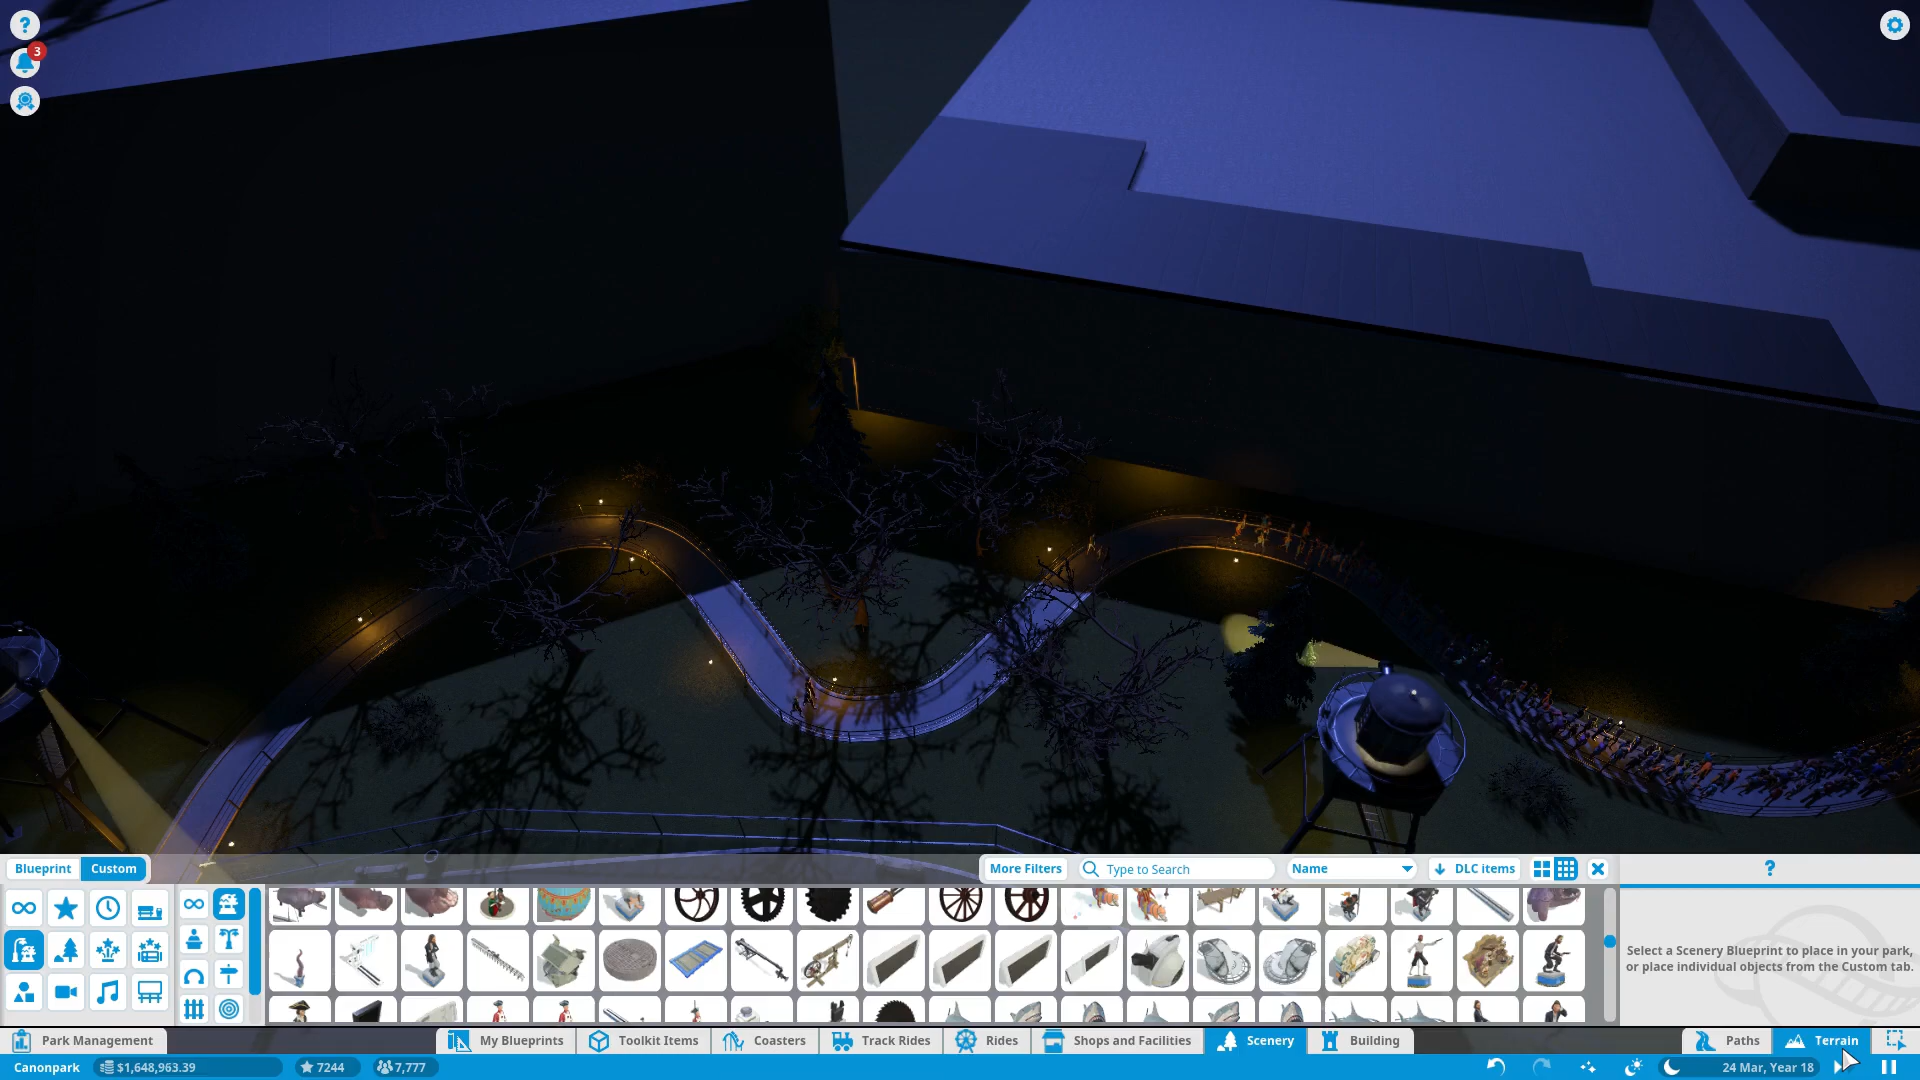 3
Blueprint Custom
More Filters Type to Search Name DLC items
Select a Scenery Blueprint to place in your park,
or place individual objects from the Custom tab.
Park Management My Blueprints Toolkit Items Coasters Track Rides Rides Shops and Facilities Scenery Building Paths Terrain
Canonpark $1,648,963.39 7244 7,777 24 Mar, Year 18